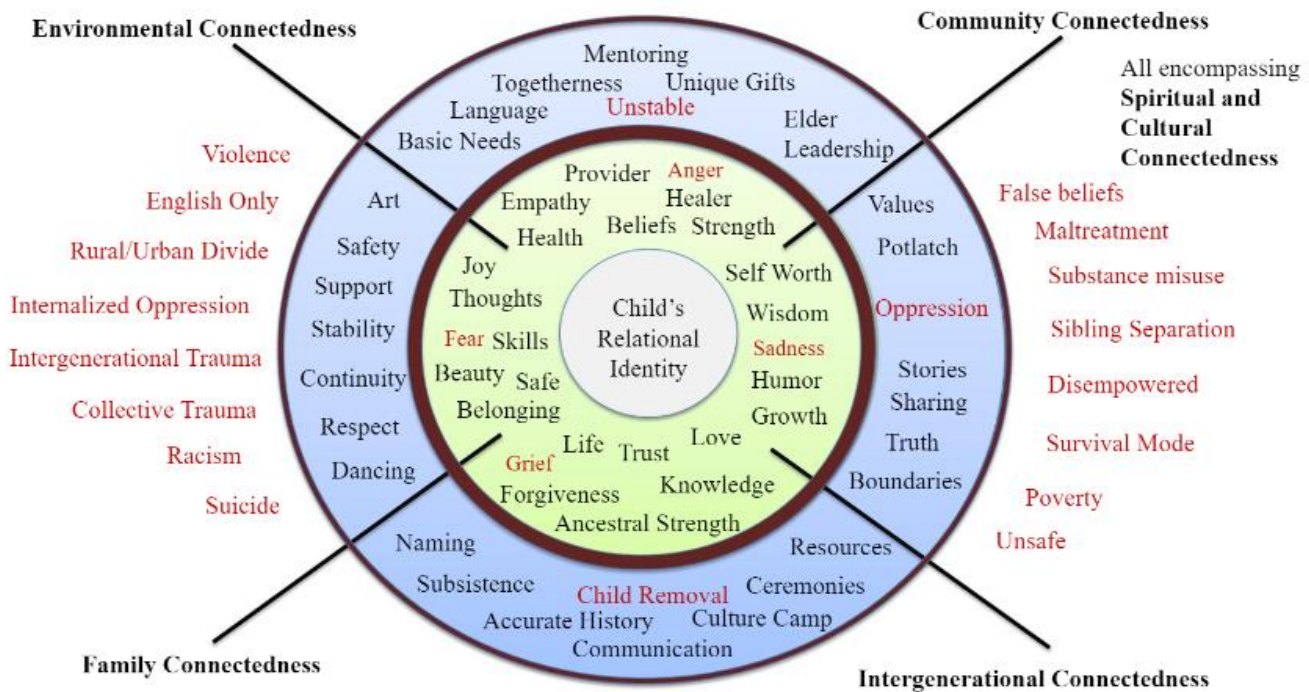 Environmental Connectedness
Community Connectedness
All encompassing
Spiritual and
Cultural
Connectedness
Mentoring
Togetherness
Unique Gifts
Language
Unstable
Basic Needs
Elder
Leadership
Violence
English Only
Rural/Urban Divide
Internalized Oppression
Intergenerational Trauma
Collective Trauma
Racism
Suicide
Art
Safety
Support
Stability
Continuity
Respect
Dancing
Provider
Anger
Empathy
Healer
Health
Beliefs
Strength
Joy
Thoughts
Fear
Skills
Beauty
Safe
Belonging
Child's
Relational
Identity
Self Worth
Wisdom
Sadness
Humor
Growth
Life
Trust
Love
Grief
Forgiveness
Knowledge
Ancestral Strength
Values
Potlatch
Oppression
Stories
Sharing
Truth
Boundaries
False beliefs
Maltreatment
Substance misuse
Sibling Separation
Disempowered
Survival Mode
Poverty
Unsafe
Naming
Resources
Subsistence
Child Removal
Ceremonies
Accurate History
Culture Camp
Communication
Family Connectedness
Intergenerational Connectedness